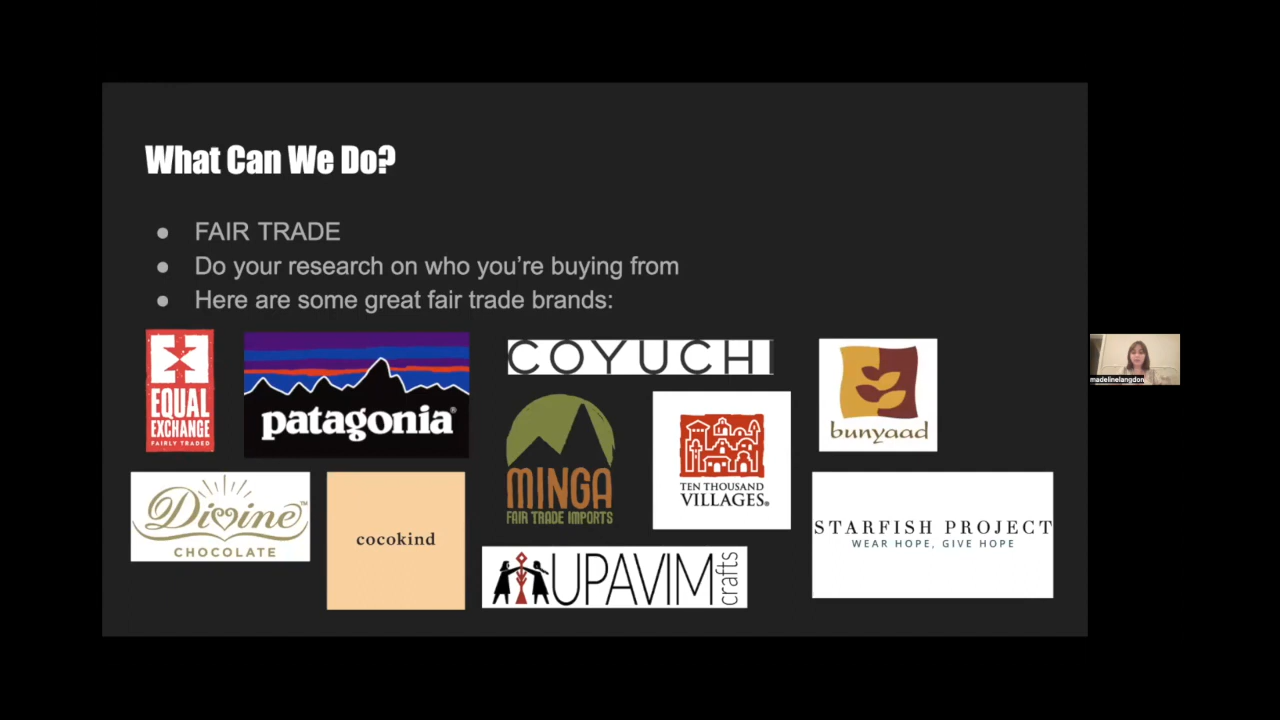 What Can We Do?
● FAIR TRADE
● Do your research on who you're buying from
● Here are some great fair trade brands:
EQUAL
EXCHANGE
FAIRLY TRADED
patagonia®
COYUCHI
MINGA
FAIR TRADE IMPORTS
TEN THOUSAND
VILLAGES®
bunyaad
Divine™
CHOCOLATE
cocokind
UPAVIM crafts
STARFISH PROJECT
WEAR HOPE, GIVE HOPE
madelinelangdon